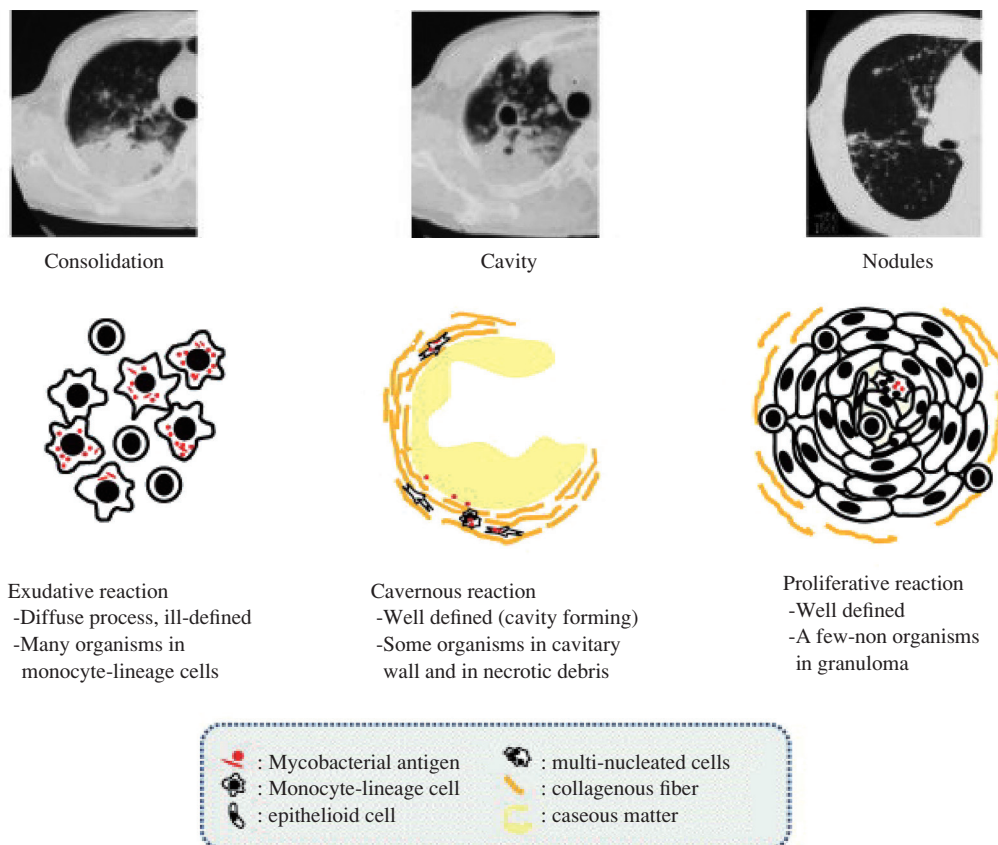 Consolidation
Cavity
Nodules
Exudative reaction
-Diffuse process, ill-defined
-Many organisms in
monocyte-lineage cells
Cavernous reaction
-Well defined (cavity forming)
-Some organisms in cavitary
wall and in necrotic debris
Proliferative reaction
-Well defined
-A few-non organisms
in granuloma
: Mycobacterial antigen
: Monocyte-lineage cell
: epithelioid cell
: multi-nucleated cells
: collagenous fiber
: caseous matter